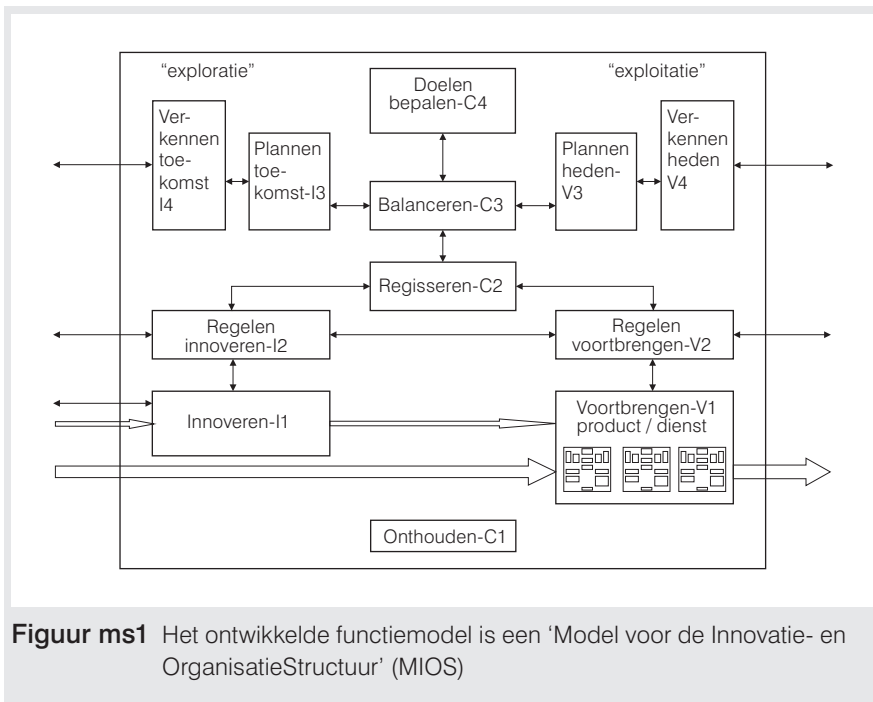 “exploratie”
“exploitatie”
Doelen
bepalen-C4
Ver-
kennen
toe-
komst
I4
Plannen
toe-
komst-I3
Balanceren-C3
Plannen
heden-
V3
Ver-
kennen
heden
V4
Regisseren-C2
Regelen
innoveren-I2
Regelen
voortbrengen-V2
Innoveren-I1
Voortbrengen-V1
product / dienst
Onthouden-C1
Figuur ms1 Het ontwikkelde functiemodel is een ‘Model voor de Innovatie- en
OrganisatieStructuur’ (MIOS)